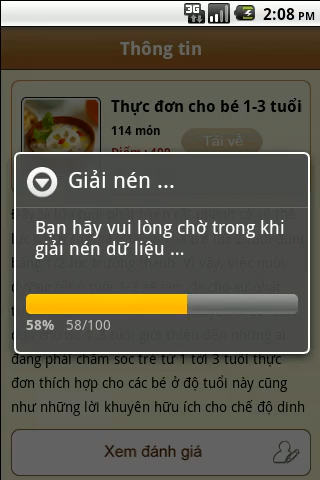 3G
2:08 PM
Thông tin
Thực đơn cho bé 1-3 tuổi
114 món
Tải về
Giải nén ...
Bạn hãy vui lòng chờ trong khi
giải nén dữ liệu ...
58% 58/100
đang phải chăm sóc trẻ từ 1 tới 3 tuổi thực
đơn thích hợp cho các bé ở độ tuổi này cũng
như những lời khuyên hữu ích cho chế độ dinh
Xem đánh giá